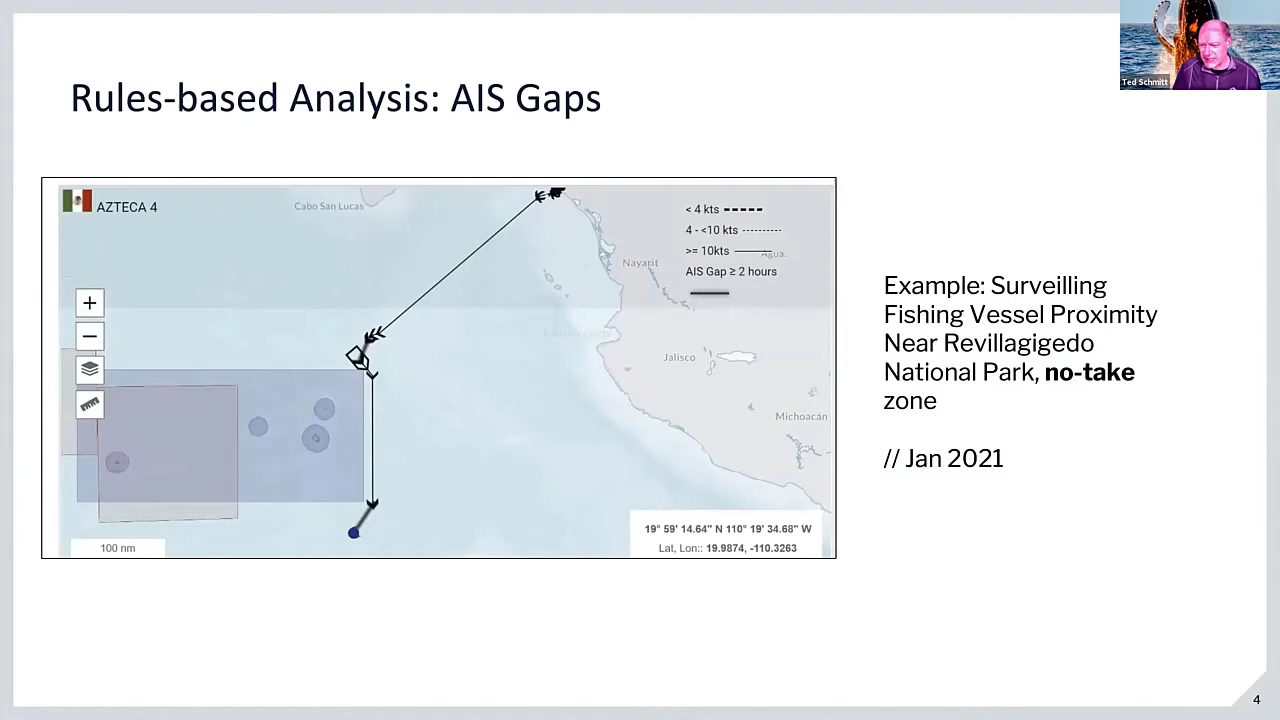 Ted Schmitt
Rules-based Analysis: AIS Gaps
AZTECA 4
Cabo San Lucas
< 4 kts
4 - <10 kts
>= 10kts
Agua.
AIS Gap ≥ 2 hours
Nayarit
Jalisco
Michoacán
+
−
19° 59' 14.64" N 110° 19' 34.68" W
Lat, Lon:: 19.9874, -110.3263
100 nm
Example: Surveilling
Fishing Vessel Proximity
Near Revillagigedo
National Park, no-take
zone
// Jan 2021
4